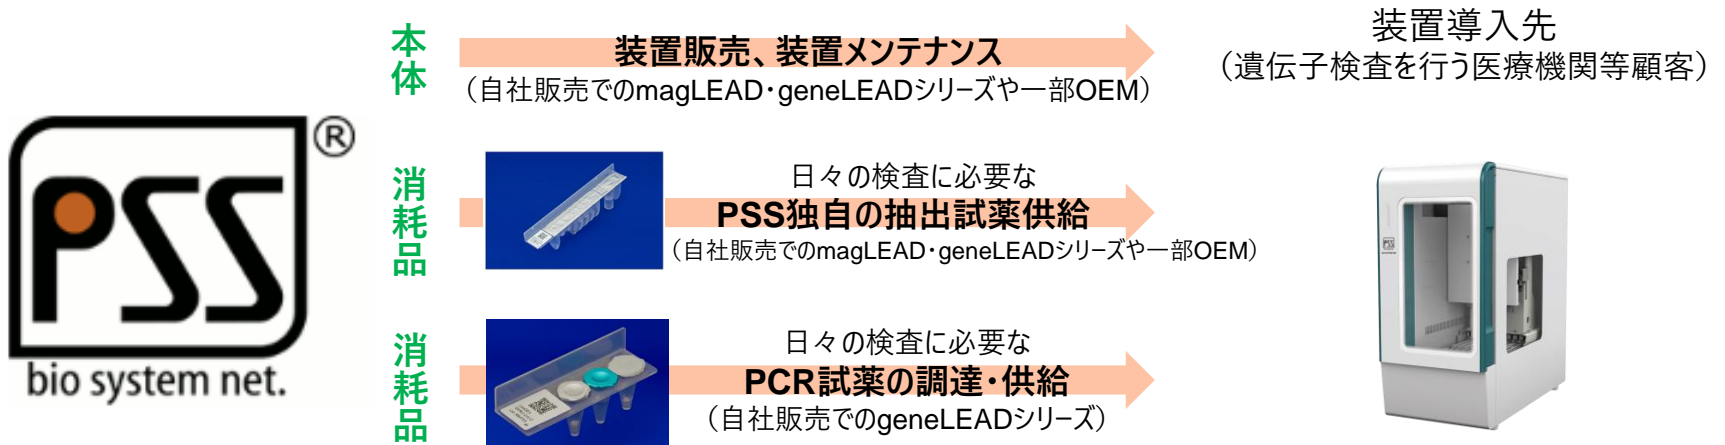 PSS
®
bio system net.
本体
装置販売、装置メンテナンス
（自社販売でのmagLEAD・geneLEADシリーズや一部OEM）
装置導入先
（遺伝子検査を行う医療機関等顧客）
消耗品
日々の検査に必要な
PSS独自の抽出試薬供給
（自社販売でのmagLEAD・geneLEADシリーズや一部OEM）
消耗品
日々の検査に必要な
PCR試薬の調達・供給
（自社販売でのgeneLEADシリーズ）
PSS